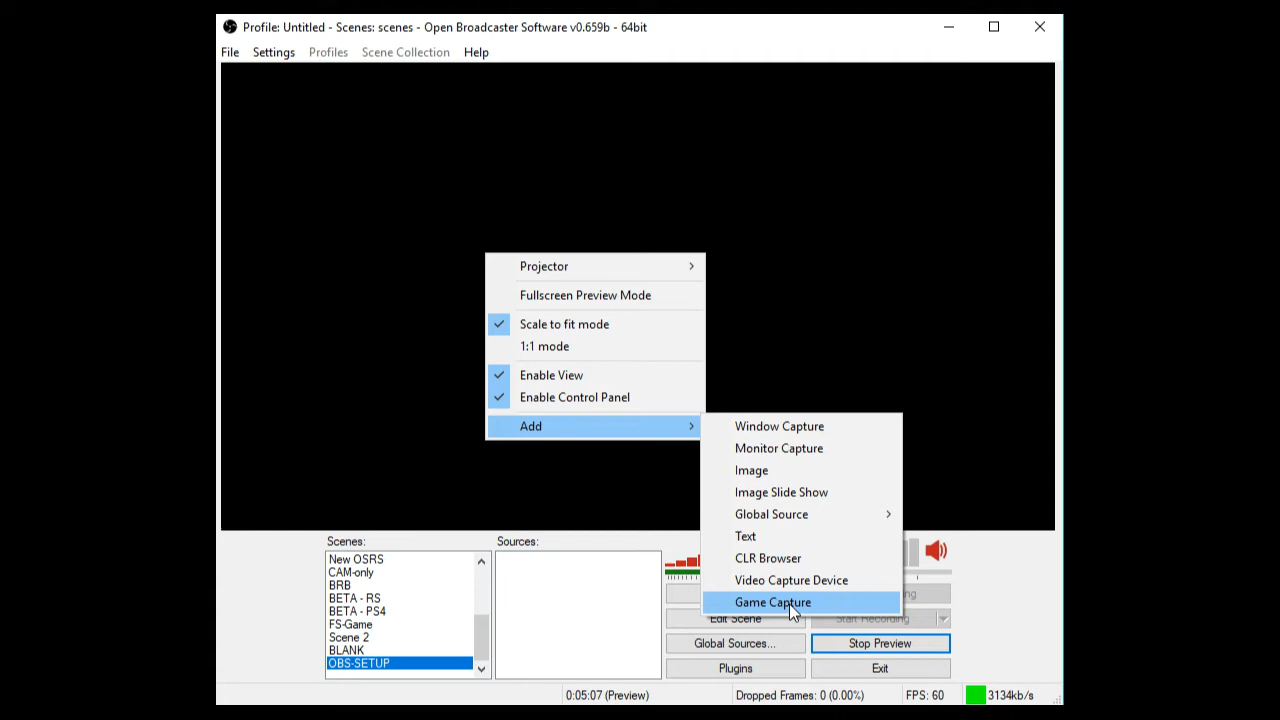 Profile: Untitled - Scenes: scenes - Open Broadcaster Software v0.659b - 64bit
File Settings Profiles Scene Collection Help
Projector
Fullscreen Preview Mode
Scale to fit mode
1:1 mode
Enable View
Enable Control Panel
Add
Window Capture
Monitor Capture
Image
Image Slide Show
Global Source
Text
CLR Browser
Video Capture Device
Game Capture
Scenes:
New OSRS
CAM-only
BRB
BETA - RS
BETA - PS4
FS-Game
Scene 2
BLANK
OBS-SETUP
Sources:
Edit Scene Start Recording
Global Sources... Stop Preview
Plugins Exit
0:05:07 (Preview) Dropped Frames: 0 (0.00%) FPS: 60 3134kb/s